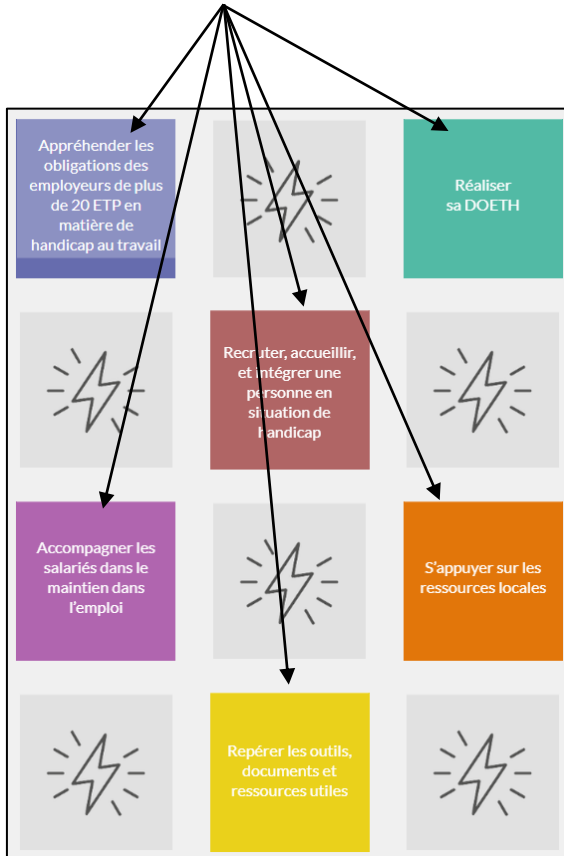 Appréhender les
obligations des
employeurs de plus
de 20 ETP en
matière de
handicap au travail
Réaliser
sa DOETH
Recruter, accueillir,
et intégrer une
personne en
situation de
handicap
Accompagner les
salariés dans le
maintien dans
l'emploi
S'appuyer sur les
ressources locales
Repérer les outils,
documents et
ressources utiles